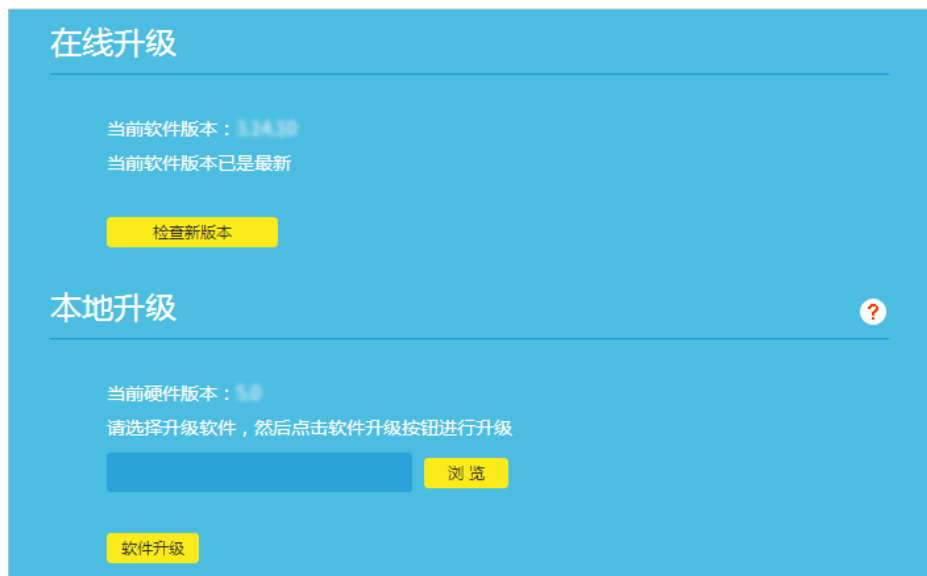 在线升级
当前软件版本：
当前软件版本已是最新
检查新版本
本地升级
?
当前硬件版本：
请选择升级软件，然后点击软件升级按钮进行升级
浏览
软件升级